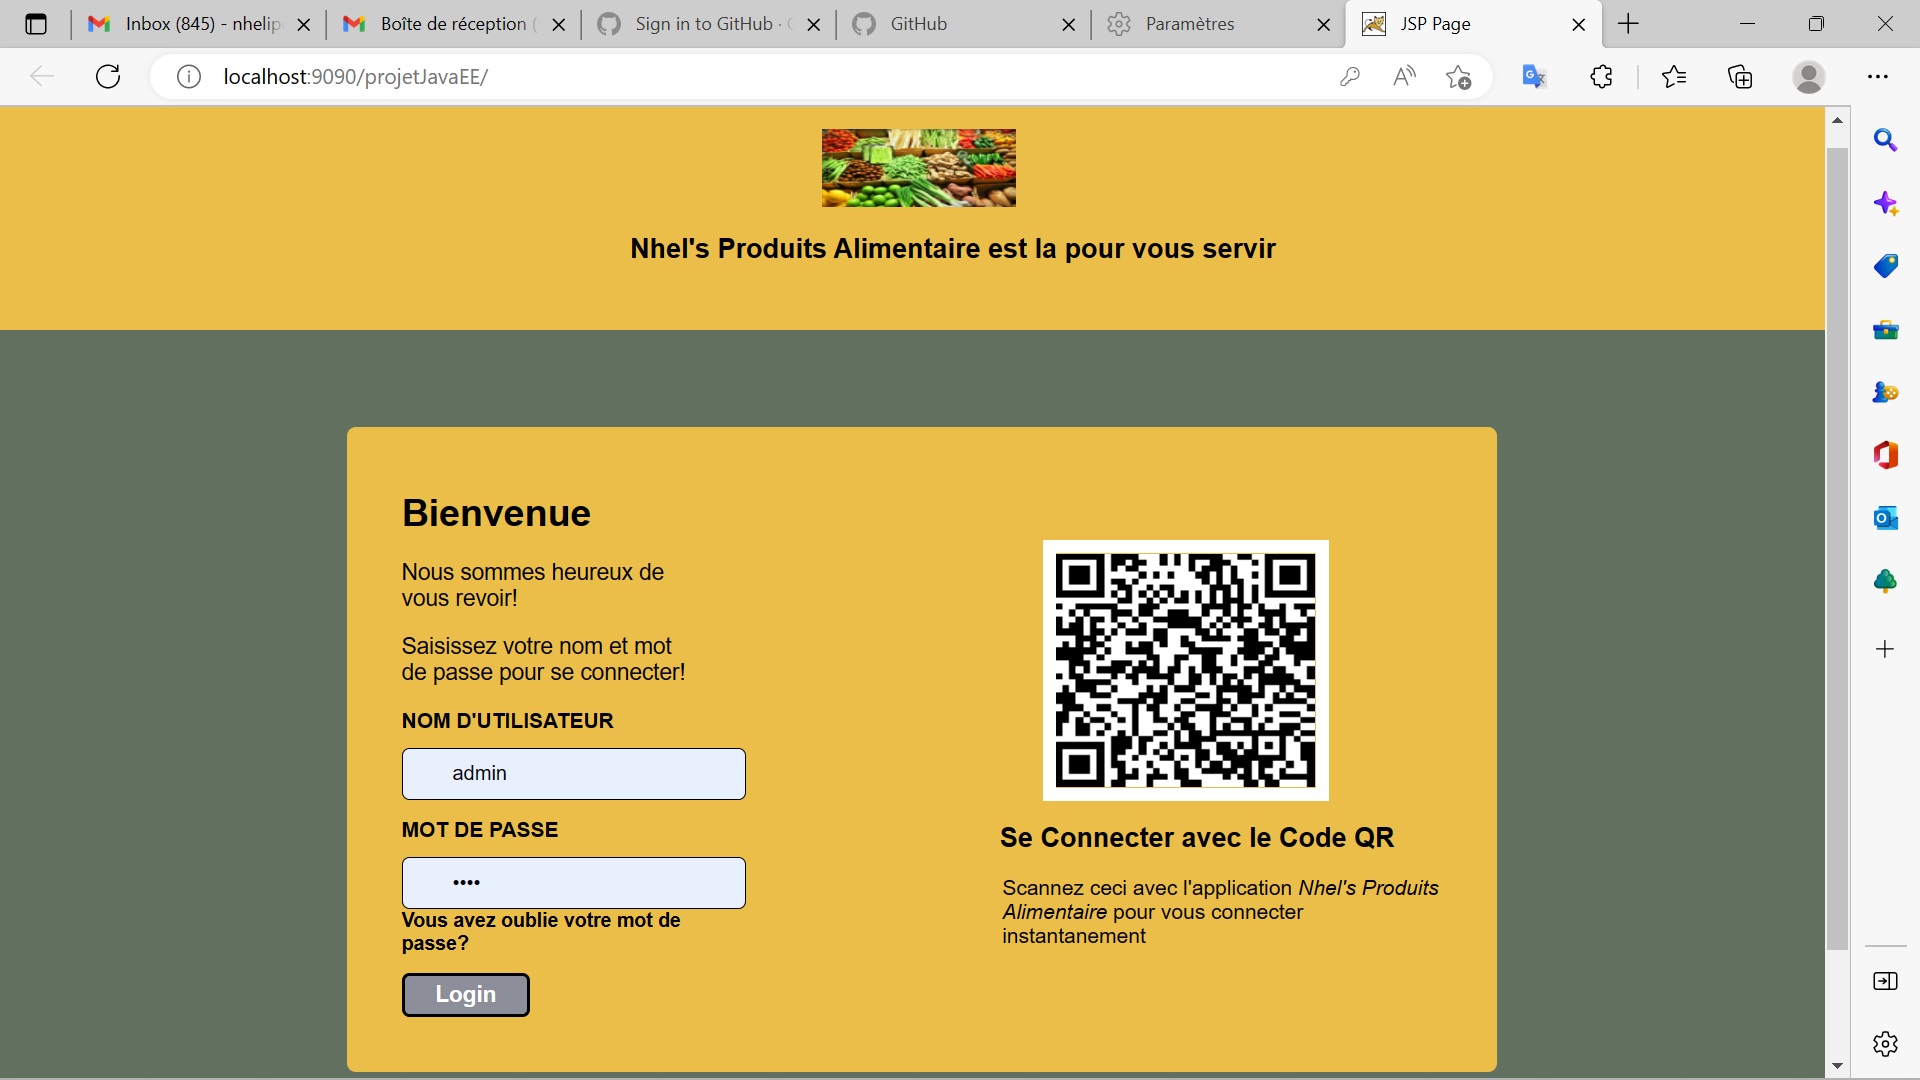 Inbox (845) - nhelip
Boîte de réception (
Sign in to GitHub ·
GitHub
Paramètres
JSP Page
localhost:9090/projetJavaEE/
Nhel's Produits Alimentaire est la pour vous servir
Bienvenue
Nous sommes heureux de
vous revoir!
Saisissez votre nom et mot
de passe pour se connecter!
NOM D'UTILISATEUR
admin
MOT DE PASSE
••••
Vous avez oublie votre mot de
passe?
Login
Se Connecter avec le Code QR
Scannez ceci avec l'application Nhel's Produits
Alimentaire pour vous connecter
instantanement